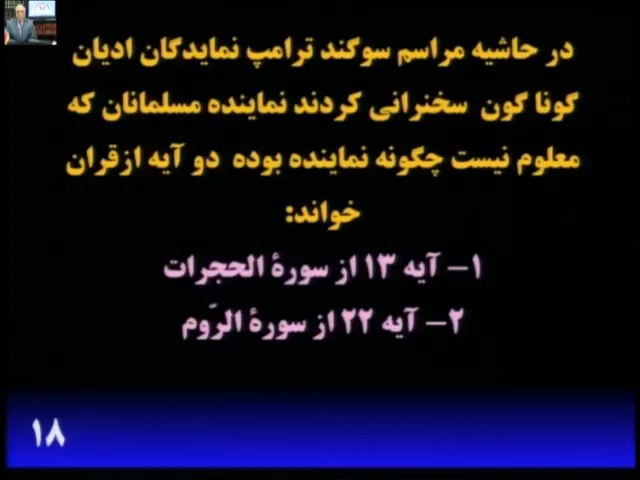 در حاشیه مراسم سوگند ترامپ نمایدگان ادیان
گونا گون سخنرانی کردند نماینده مسلمانان که
معلوم نیست چگونه نماینده بوده دو آیه ازقران
خواند:
۱- آیه ۱۳ از سورهٔ الحجرات
۲- آیه ۲۲ از سورهٔ الرّوم
۱۸